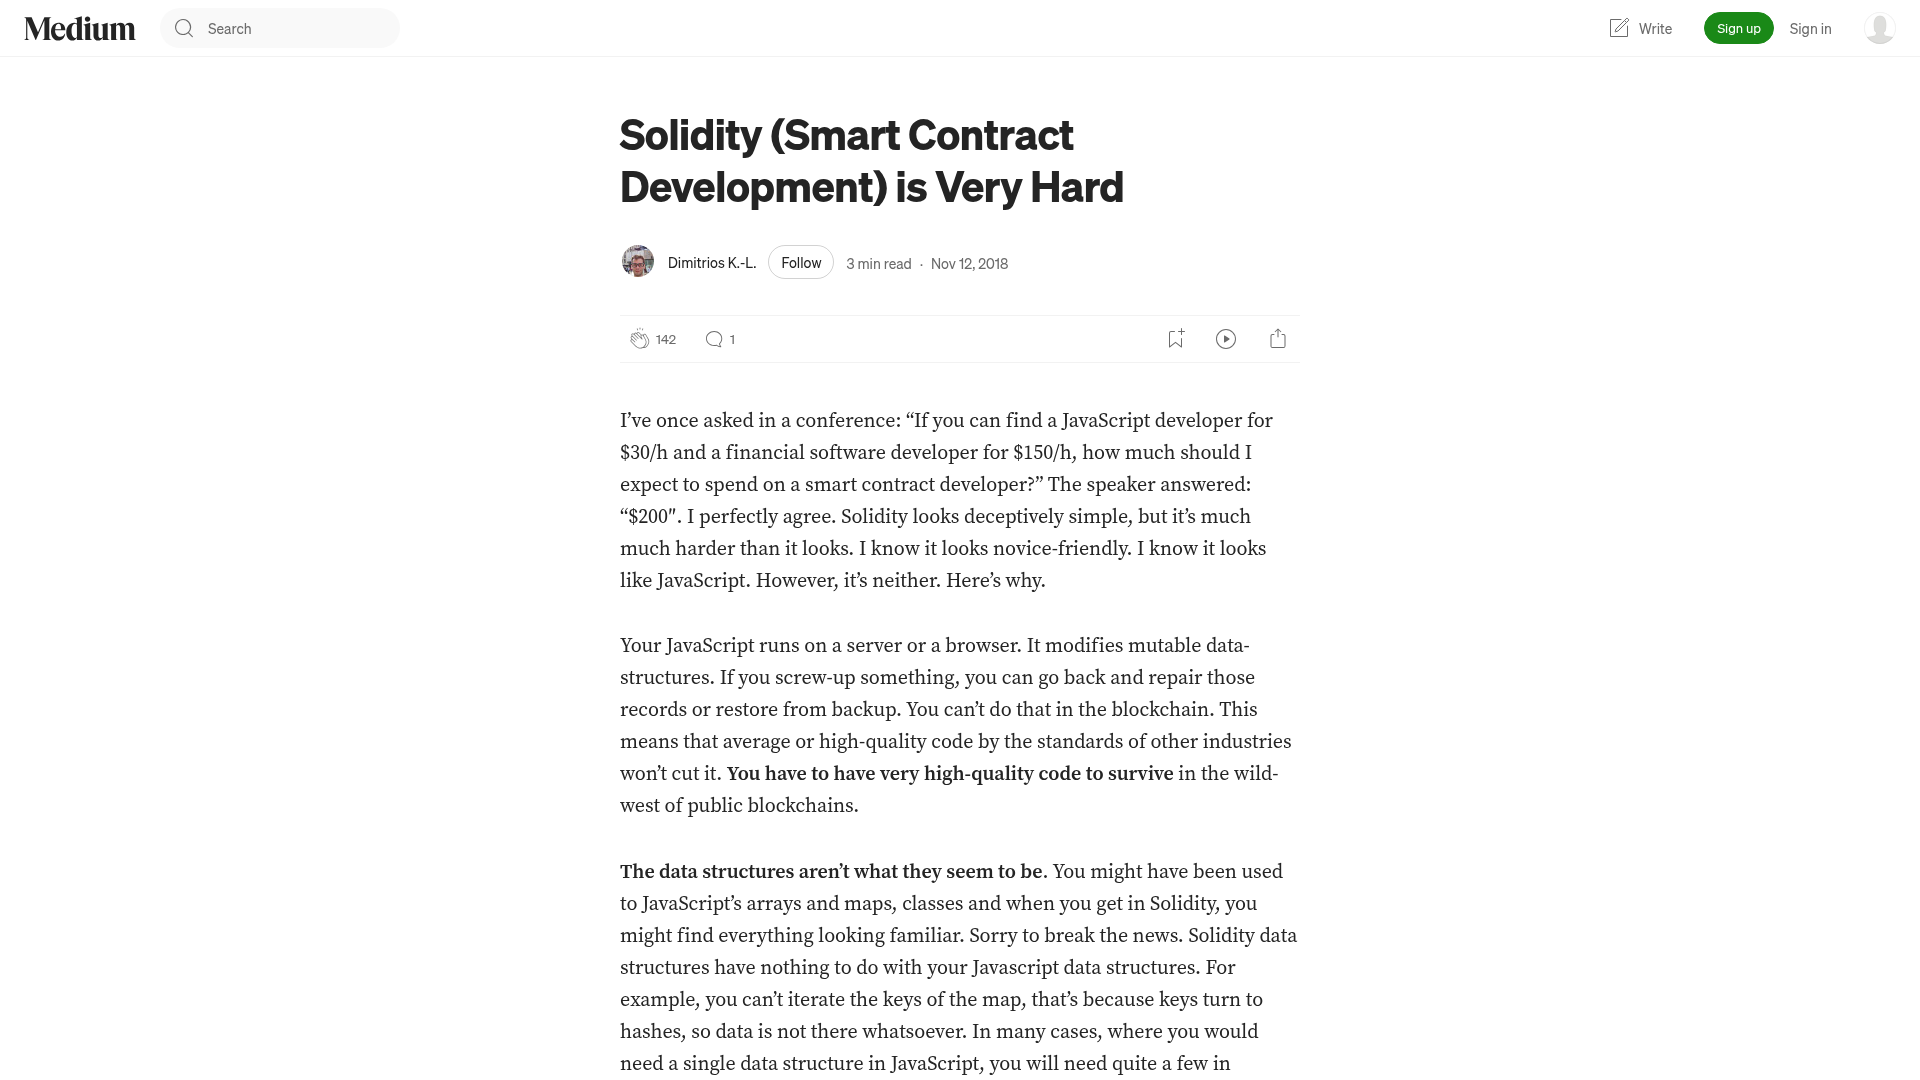 Medium
Search
Write
Sign up
Sign in
Solidity (Smart Contract
Development) is Very Hard
Dimitrios K.-L.
Follow
3 min read · Nov 12, 2018
142
1
I’ve once asked in a conference: “If you can find a JavaScript developer for
$30/h and a financial software developer for $150/h, how much should I
expect to spend on a smart contract developer?” The speaker answered:
“$200″. I perfectly agree. Solidity looks deceptively simple, but it’s much
much harder than it looks. I know it looks novice-friendly. I know it looks
like JavaScript. However, it’s neither. Here’s why.
Your JavaScript runs on a server or a browser. It modifies mutable data-
structures. If you screw-up something, you can go back and repair those
records or restore from backup. You can’t do that in the blockchain. This
means that average or high-quality code by the standards of other industries
won’t cut it. You have to have very high-quality code to survive in the wild-
west of public blockchains.
The data structures aren’t what they seem to be. You might have been used
to JavaScript’s arrays and maps, classes and when you get in Solidity, you
might find everything looking familiar. Sorry to break the news. Solidity data
structures have nothing to do with your Javascript data structures. For
example, you can’t iterate the keys of the map, that’s because keys turn to
hashes, so data is not there whatsoever. In many cases, where you would
need a single data structure in JavaScript, you will need quite a few in